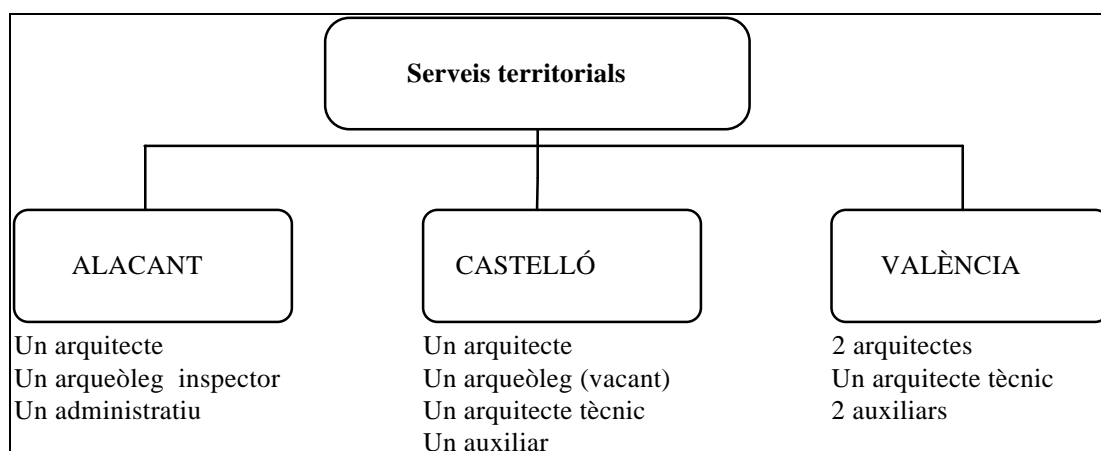 Serveis territorials
ALACANT
Un arquitecte
Un arqueòleg inspector
Un administratiu
CASTELLÓ
Un arquitecte
Un arqueòleg (vacant)
Un arquitecte tècnic
Un auxiliar
VALÈNCIA
2 arquitectes
Un arquitecte tècnic
2 auxiliars